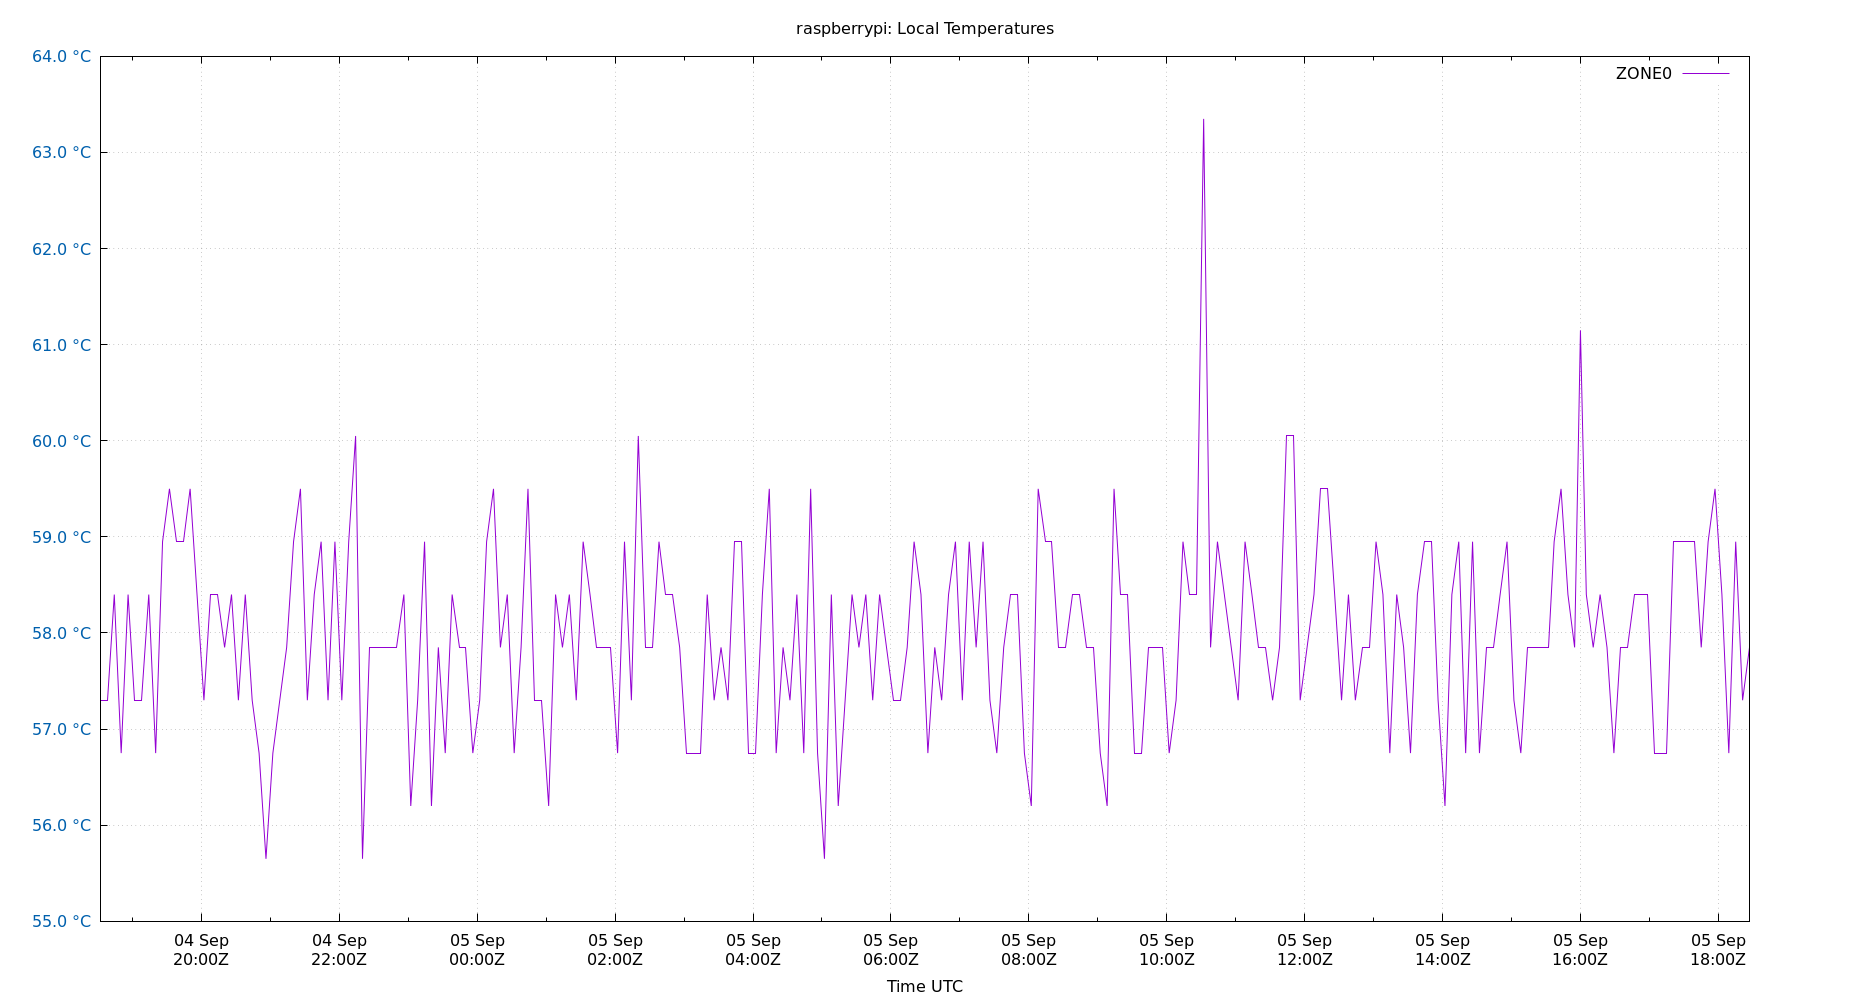 raspberrypi: Local Temperatures
64.0 °C
ZONE0
63.0 °C
62.0 °C
61.0 °C
60.0 °C
59.0 °C
58.0 °C
57.0 °C
56.0 °C
55.0 °C
04 Sep 04 Sep 05 Sep 05 Sep 05 Sep 05 Sep 05 Sep 05 Sep 05 Sep 05 Sep 05 Sep 05 Sep
20:00Z 22:00Z 00:00Z 02:00Z 04:00Z 06:00Z 08:00Z 10:00Z 12:00Z 14:00Z 16:00Z 18:00Z
Time UTC